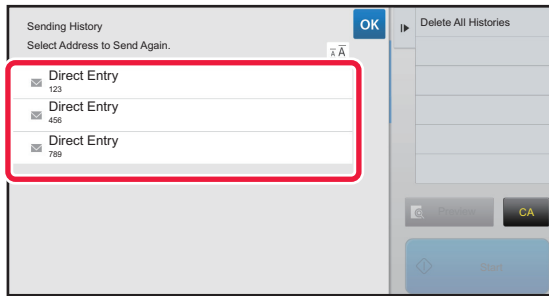 Sending History
Select Address to Send Again.
A A
OK
Direct Entry
123
Direct Entry
456
Direct Entry
789
Delete All Histories
Preview
CA
Start